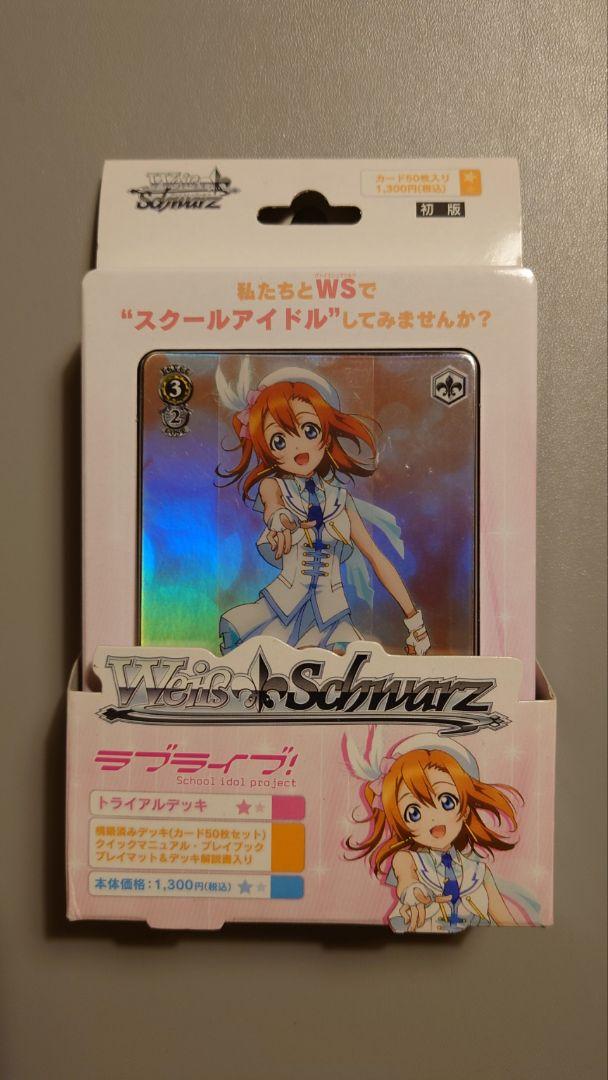 Weiß Schwarz
カード50枚入り
1,300円(税込)
初版
私たちとWSで
“スクールアイドル”してみませんか?
3
2
Weiß Schwarz
ラブライブ!
School idol project
トライアルデッキ
構築済みデッキ(カード50枚セット)
クイックマニュアル・プレイブック
プレイマット&デッキ解説書入り
本体価格:1,300円(税込)